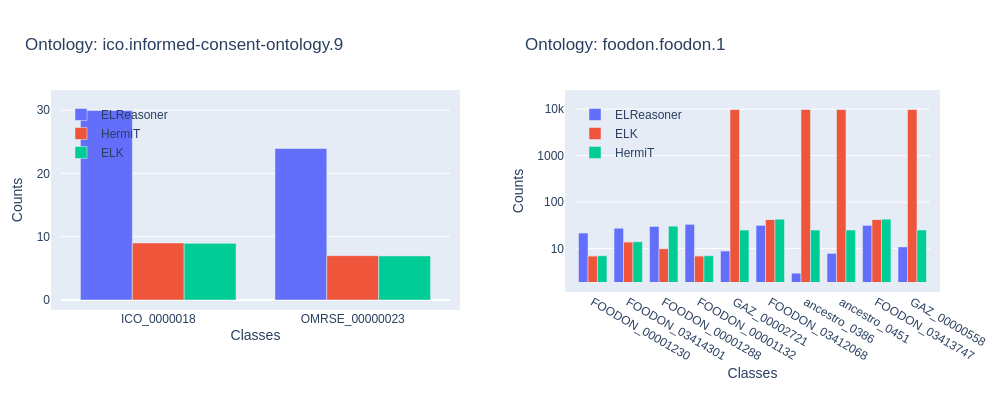 Ontology: ico.informed-consent-ontology.9
30
20
10
0
Counts
ELReasoner
HermiT
ELK
ICO_0000018
OMRSE_00000023
Classes
Ontology: foodon.foodon.1
10k
1000
100
10
Counts
ELReasoner
ELK
HermiT
FOODON_00001230
FOODON_03414301
FOODON_00001288
FOODON_00001132
GAZ_00002721
FOODON_03412068
ancestro_0386
ancestro_0451
FOODON_03413747
GAZ_00000558
Classes